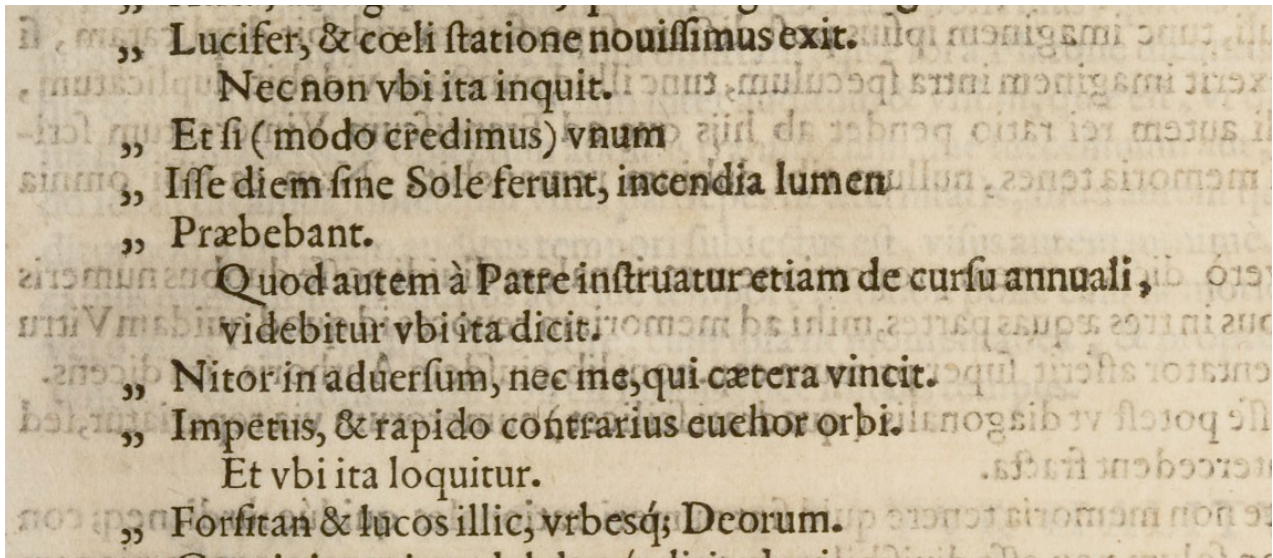 „ Lucifer, & cœli ſtatione nouiſſimus exit.
Nec non vbi ita inquit.
„ Et ſi (modo credimus) vnum
„ Iſſe diem ſine Sole ferunt, incendia lumen
„ Præbebant.
Quod autem à Patre inſtruatur etiam de curſu annuali,
videbitur vbi ita dicit.
„ Nitor in aduerſum, nec me, qui cætera vincit.
„ Impetus, & rapido cóntrarius euehor orbi.
Et vbi ita loquitur.
„ Forſitan & lucos illic, vrbesq́; Deorum.